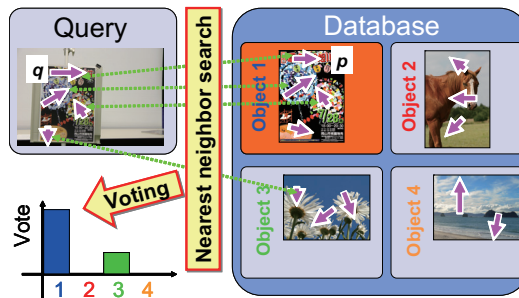 Query
q
Nearest neighbor search
Database
Object 1
p
Object 2
Object 3
Object 4
Voting
Vote
1 2 3 4